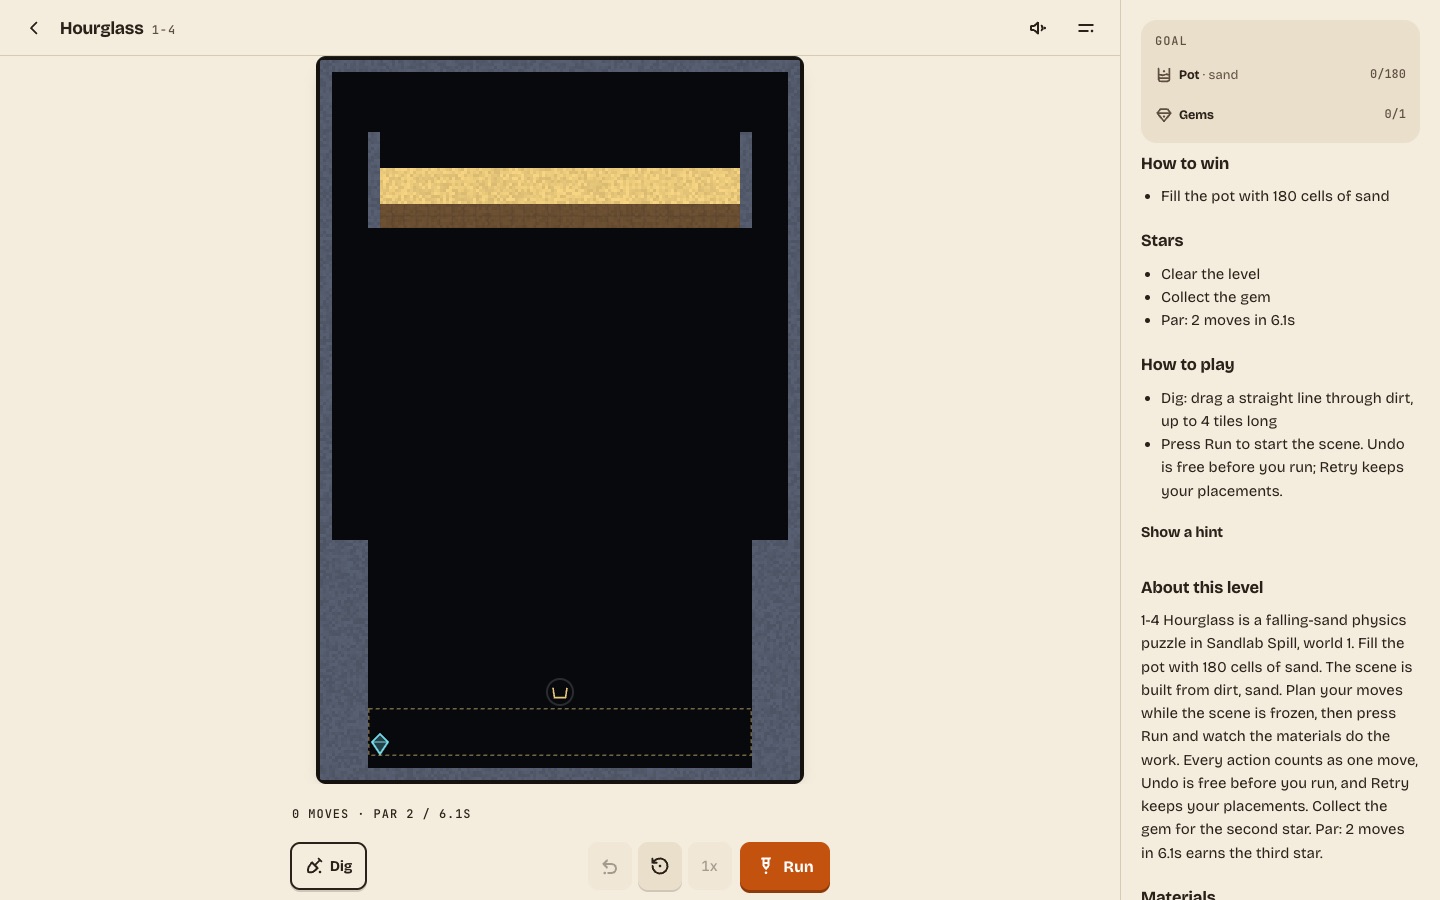 Hourglass 1-4
GOAL
Pot · sand 0/180
Gems 0/1
How to win
Fill the pot with 180 cells of sand
Stars
Clear the level
Collect the gem
Par: 2 moves in 6.1s
How to play
Dig: drag a straight line through dirt,
up to 4 tiles long
Press Run to start the scene. Undo
is free before you run; Retry keeps
your placements.
Show a hint
About this level
1-4 Hourglass is a falling-sand physics
puzzle in Sandlab Spill, world 1. Fill the
pot with 180 cells of sand. The scene is
built from dirt, sand. Plan your moves
while the scene is frozen, then press
Run and watch the materials do the
work. Every action counts as one move,
Undo is free before you run, and Retry
keeps your placements. Collect the
gem for the second star. Par: 2 moves
in 6.1s earns the third star.
Materials
0 MOVES · PAR 2 / 6.1S
Dig
1x
Run